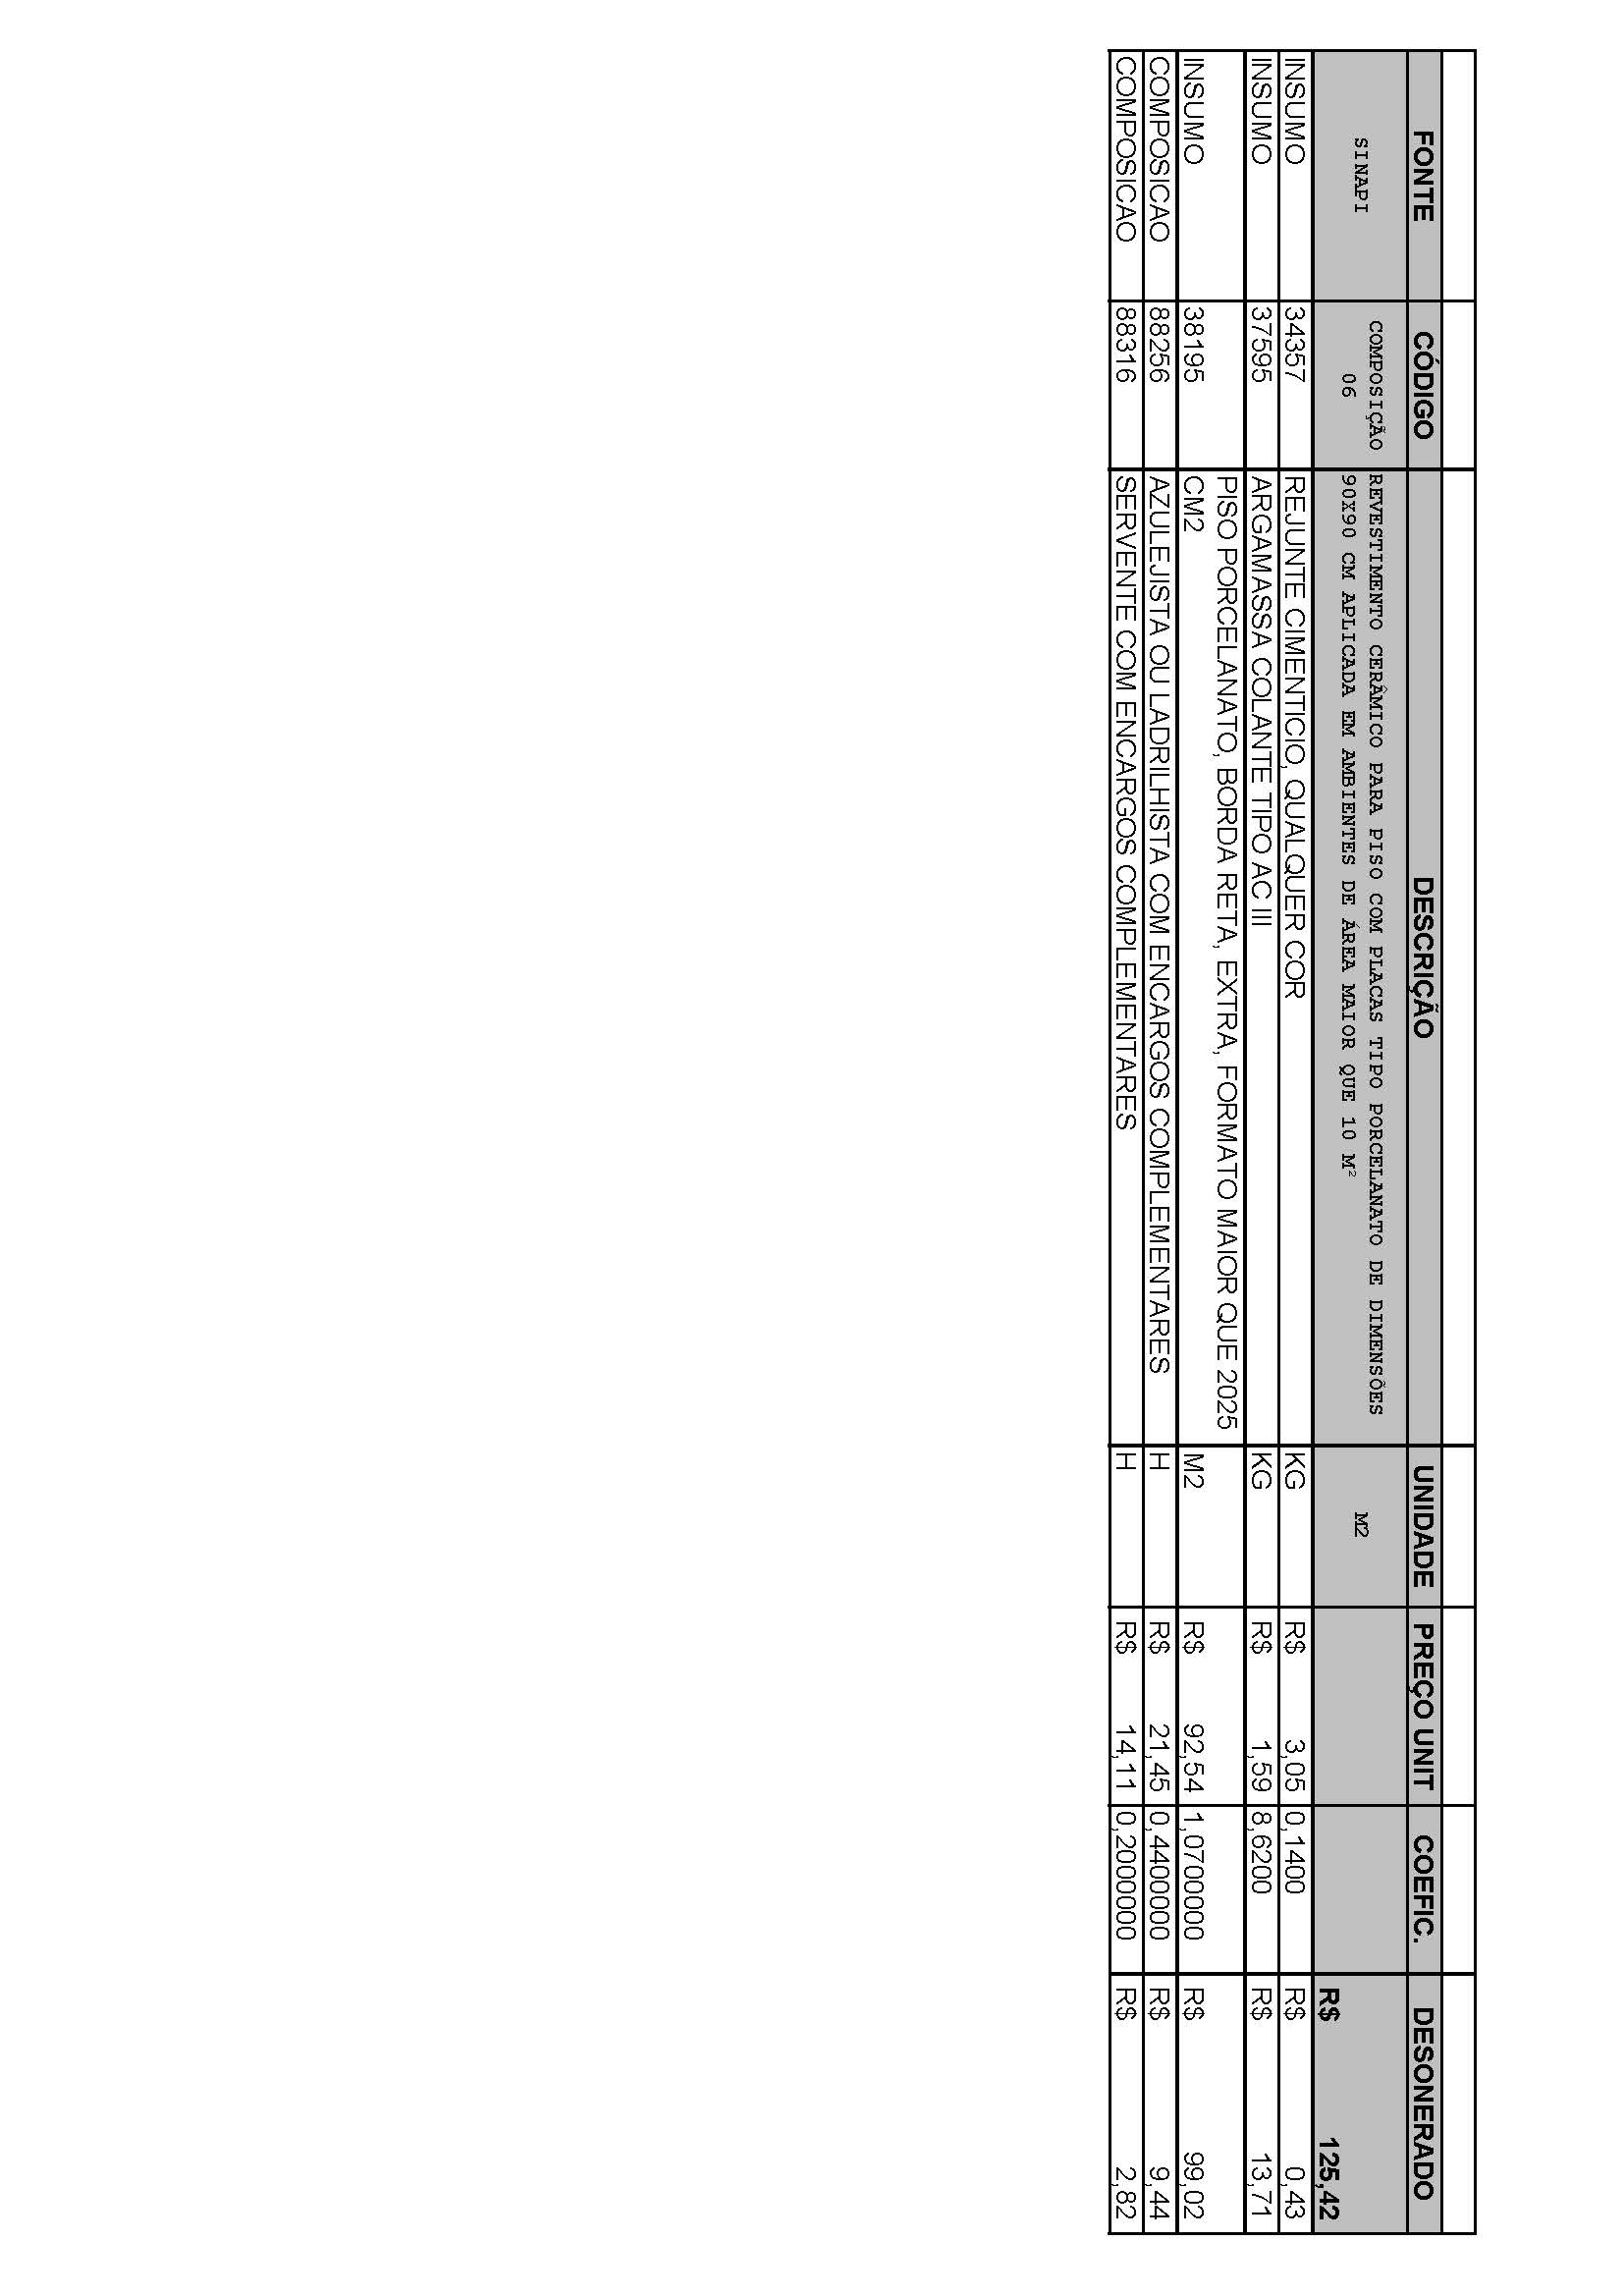 FONTE CÓDIGO DESCRIÇÃO UNIDADE PREÇO UNIT COEFIC. DESONERADO
SINAPI COMPOSIÇÃO 06 REVESTIMENTO CERÂMICO PARA PISO COM PLACAS TIPO PORCELANATO DE DIMENSÕES
90X90 CM APLICADA EM AMBIENTES DE ÁREA MAIOR QUE 10 M² M2 R$ 125,42
INSUMO 34357 REJUNTE CIMENTICIO, QUALQUER COR KG R$ 3,05 0,1400 R$ 0,43
INSUMO 37595 ARGAMASSA COLANTE TIPO AC III KG R$ 1,59 8,6200 R$ 13,71
PISO PORCELANATO, BORDA RETA, EXTRA, FORMATO MAIOR QUE 2025
INSUMO 38195 CM2 M2 R$ 92,54 1,0700000 R$ 99,02
COMPOSICAO 88256 AZULEJISTA OU LADRILHISTA COM ENCARGOS COMPLEMENTARES H R$ 21,45 0,4400000 R$ 9,44
COMPOSICAO 88316 SERVENTE COM ENCARGOS COMPLEMENTARES H R$ 14,11 0,2000000 R$ 2,82